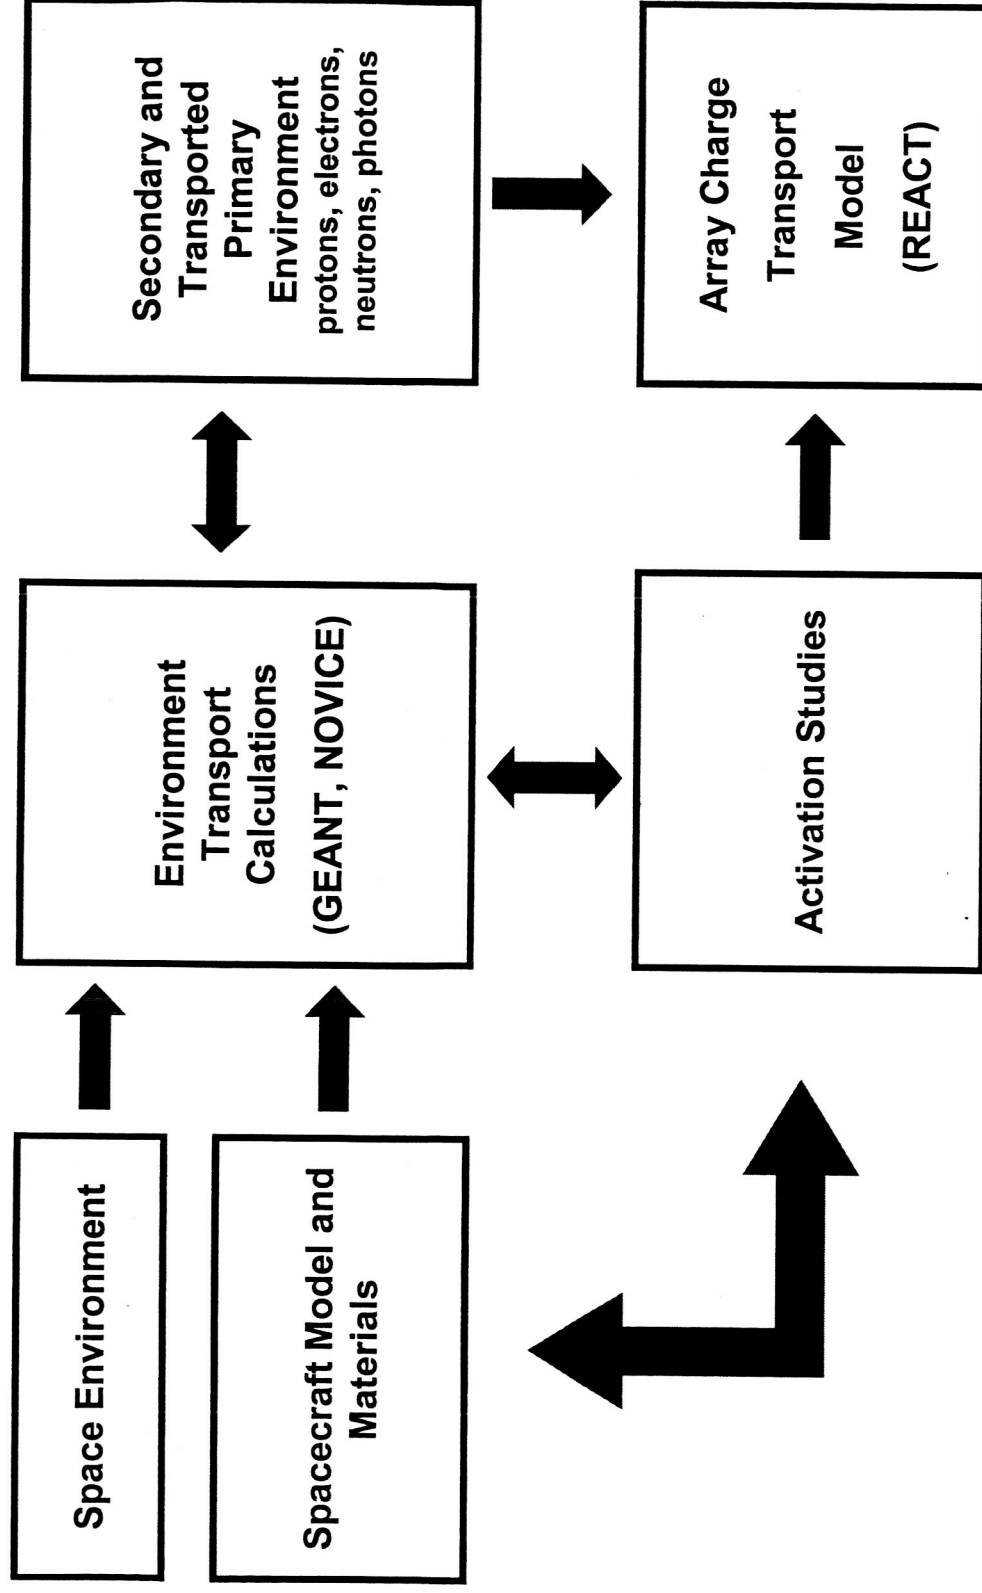 Space Environment
Spacecraft Model and
Materials
Environment
Transport
Calculations
(GEANT, NOVICE)
Secondary and
Transported
Primary
Environment
protons, electrons,
neutrons, photons
Activation Studies
Array Charge
Transport
Model
(REACT)